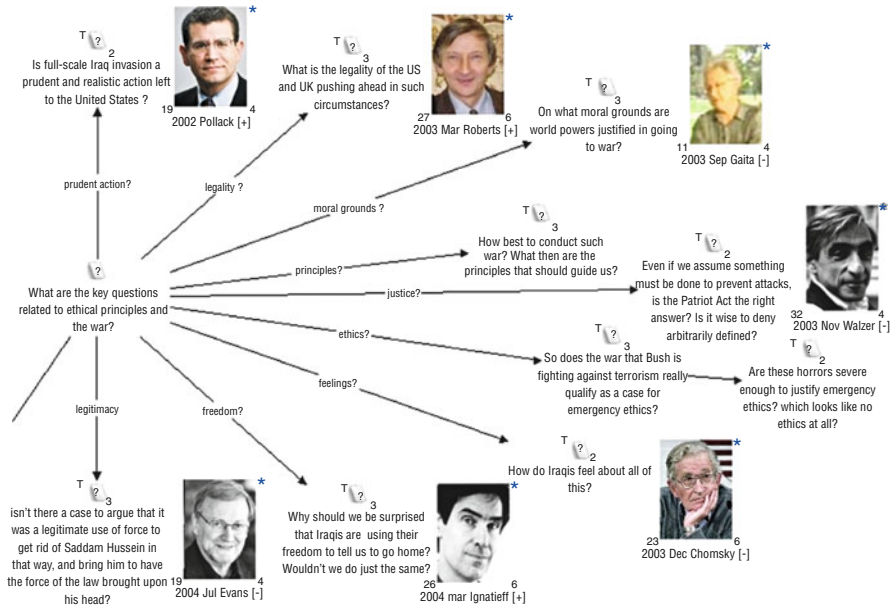 T ? 2
Is full-scale Iraq invasion a
prudent and realistic action left
to the United States ?
*
19 4
2002 Pollack [+]
T ? 3
What is the legality of the US
and UK pushing ahead in such
circumstances?
*
27 6
2003 Mar Roberts [+]
T ? 3
On what moral grounds are
world powers justified in going
to war?
*
11 4
2003 Sep Gaita [-]
prudent action?
legality ?
moral grounds ?
T ? 3
How best to conduct such
war? What then are the
principles that should guide us?
principles?
?
What are the key questions
related to ethical principles and
the war?
justice?
T ? 2
Even if we assume something
must be done to prevent attacks,
is the Patriot Act the right
answer? Is it wise to deny
arbitrarily defined?
*
32 4
2003 Nov Walzer [-]
ethics?
T ? 3
So does the war that Bush is
fighting against terrorism really
qualify as a case for
emergency ethics?
T ? 2
Are these horrors severe
enough to justify emergency
ethics? which looks like no
ethics at all?
feelings?
T ? 2
How do Iraqis feel about all of
this?
*
23 6
2003 Dec Chomsky [-]
legitimacy
freedom?
T ? 3
isn't there a case to argue that it
was a legitimate use of force to
get rid of Saddam Hussein in
that way, and bring him to have
the force of the law brought upon
his head?
*
19 4
2004 Jul Evans [-]
T ? 3
Why should we be surprised
that Iraqis are using their
freedom to tell us to go home?
Wouldn't we do just the same?
*
26 6
2004 mar Ignatieff [+]